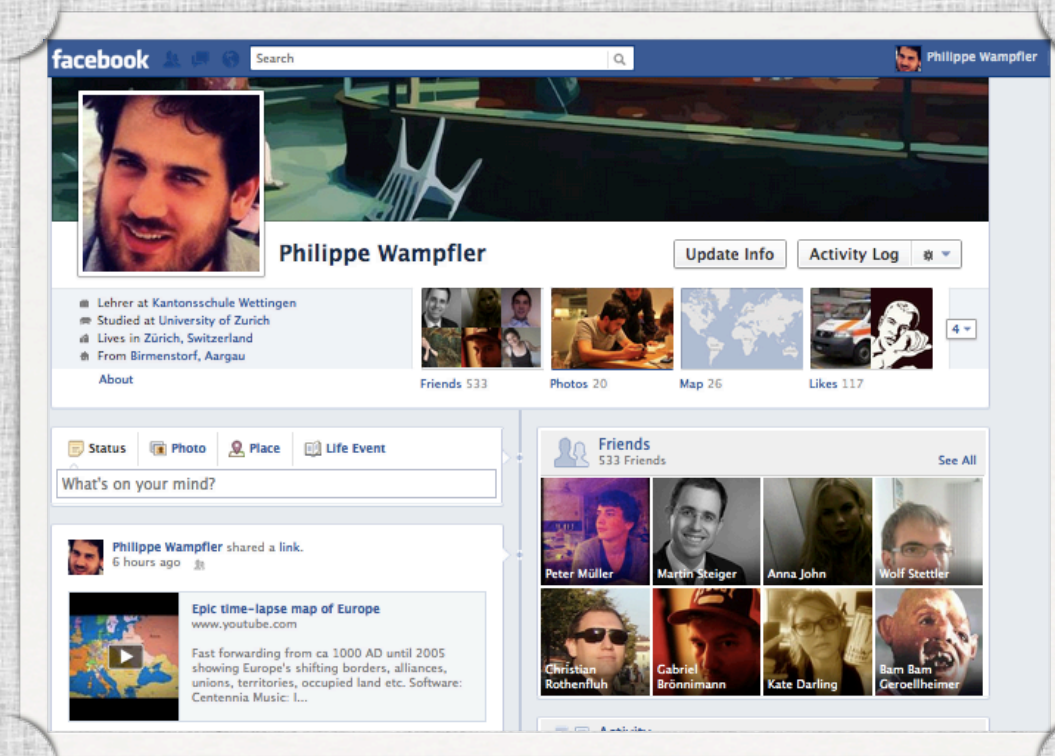 facebook
Search
Philippe Wampfler
Philippe Wampfler
Update Info
Activity Log
Lehrer at Kantonsschule Wettingen
Studied at University of Zurich
Lives in Zürich, Switzerland
From Birmenstorf, Aargau
About
Friends 533
Photos 20
Map 26
Likes 117
4
Status
Photo
Place
Life Event
What's on your mind?
Philippe Wampfler shared a link.
6 hours ago
Epic time-lapse map of Europe
www.youtube.com
Fast forwarding from ca 1000 AD until 2005
showing Europe's shifting borders, alliances,
unions, territories, occupied land etc. Software:
Centennia Music: I...
Friends
533 Friends
See All
Peter Müller
Martin Steiger
Anna John
Wolf Stettler
Christian
Rothenfluh
Gabriel
Brönnimann
Kate Darling
Bam Bam
Geroellheimer
Activity